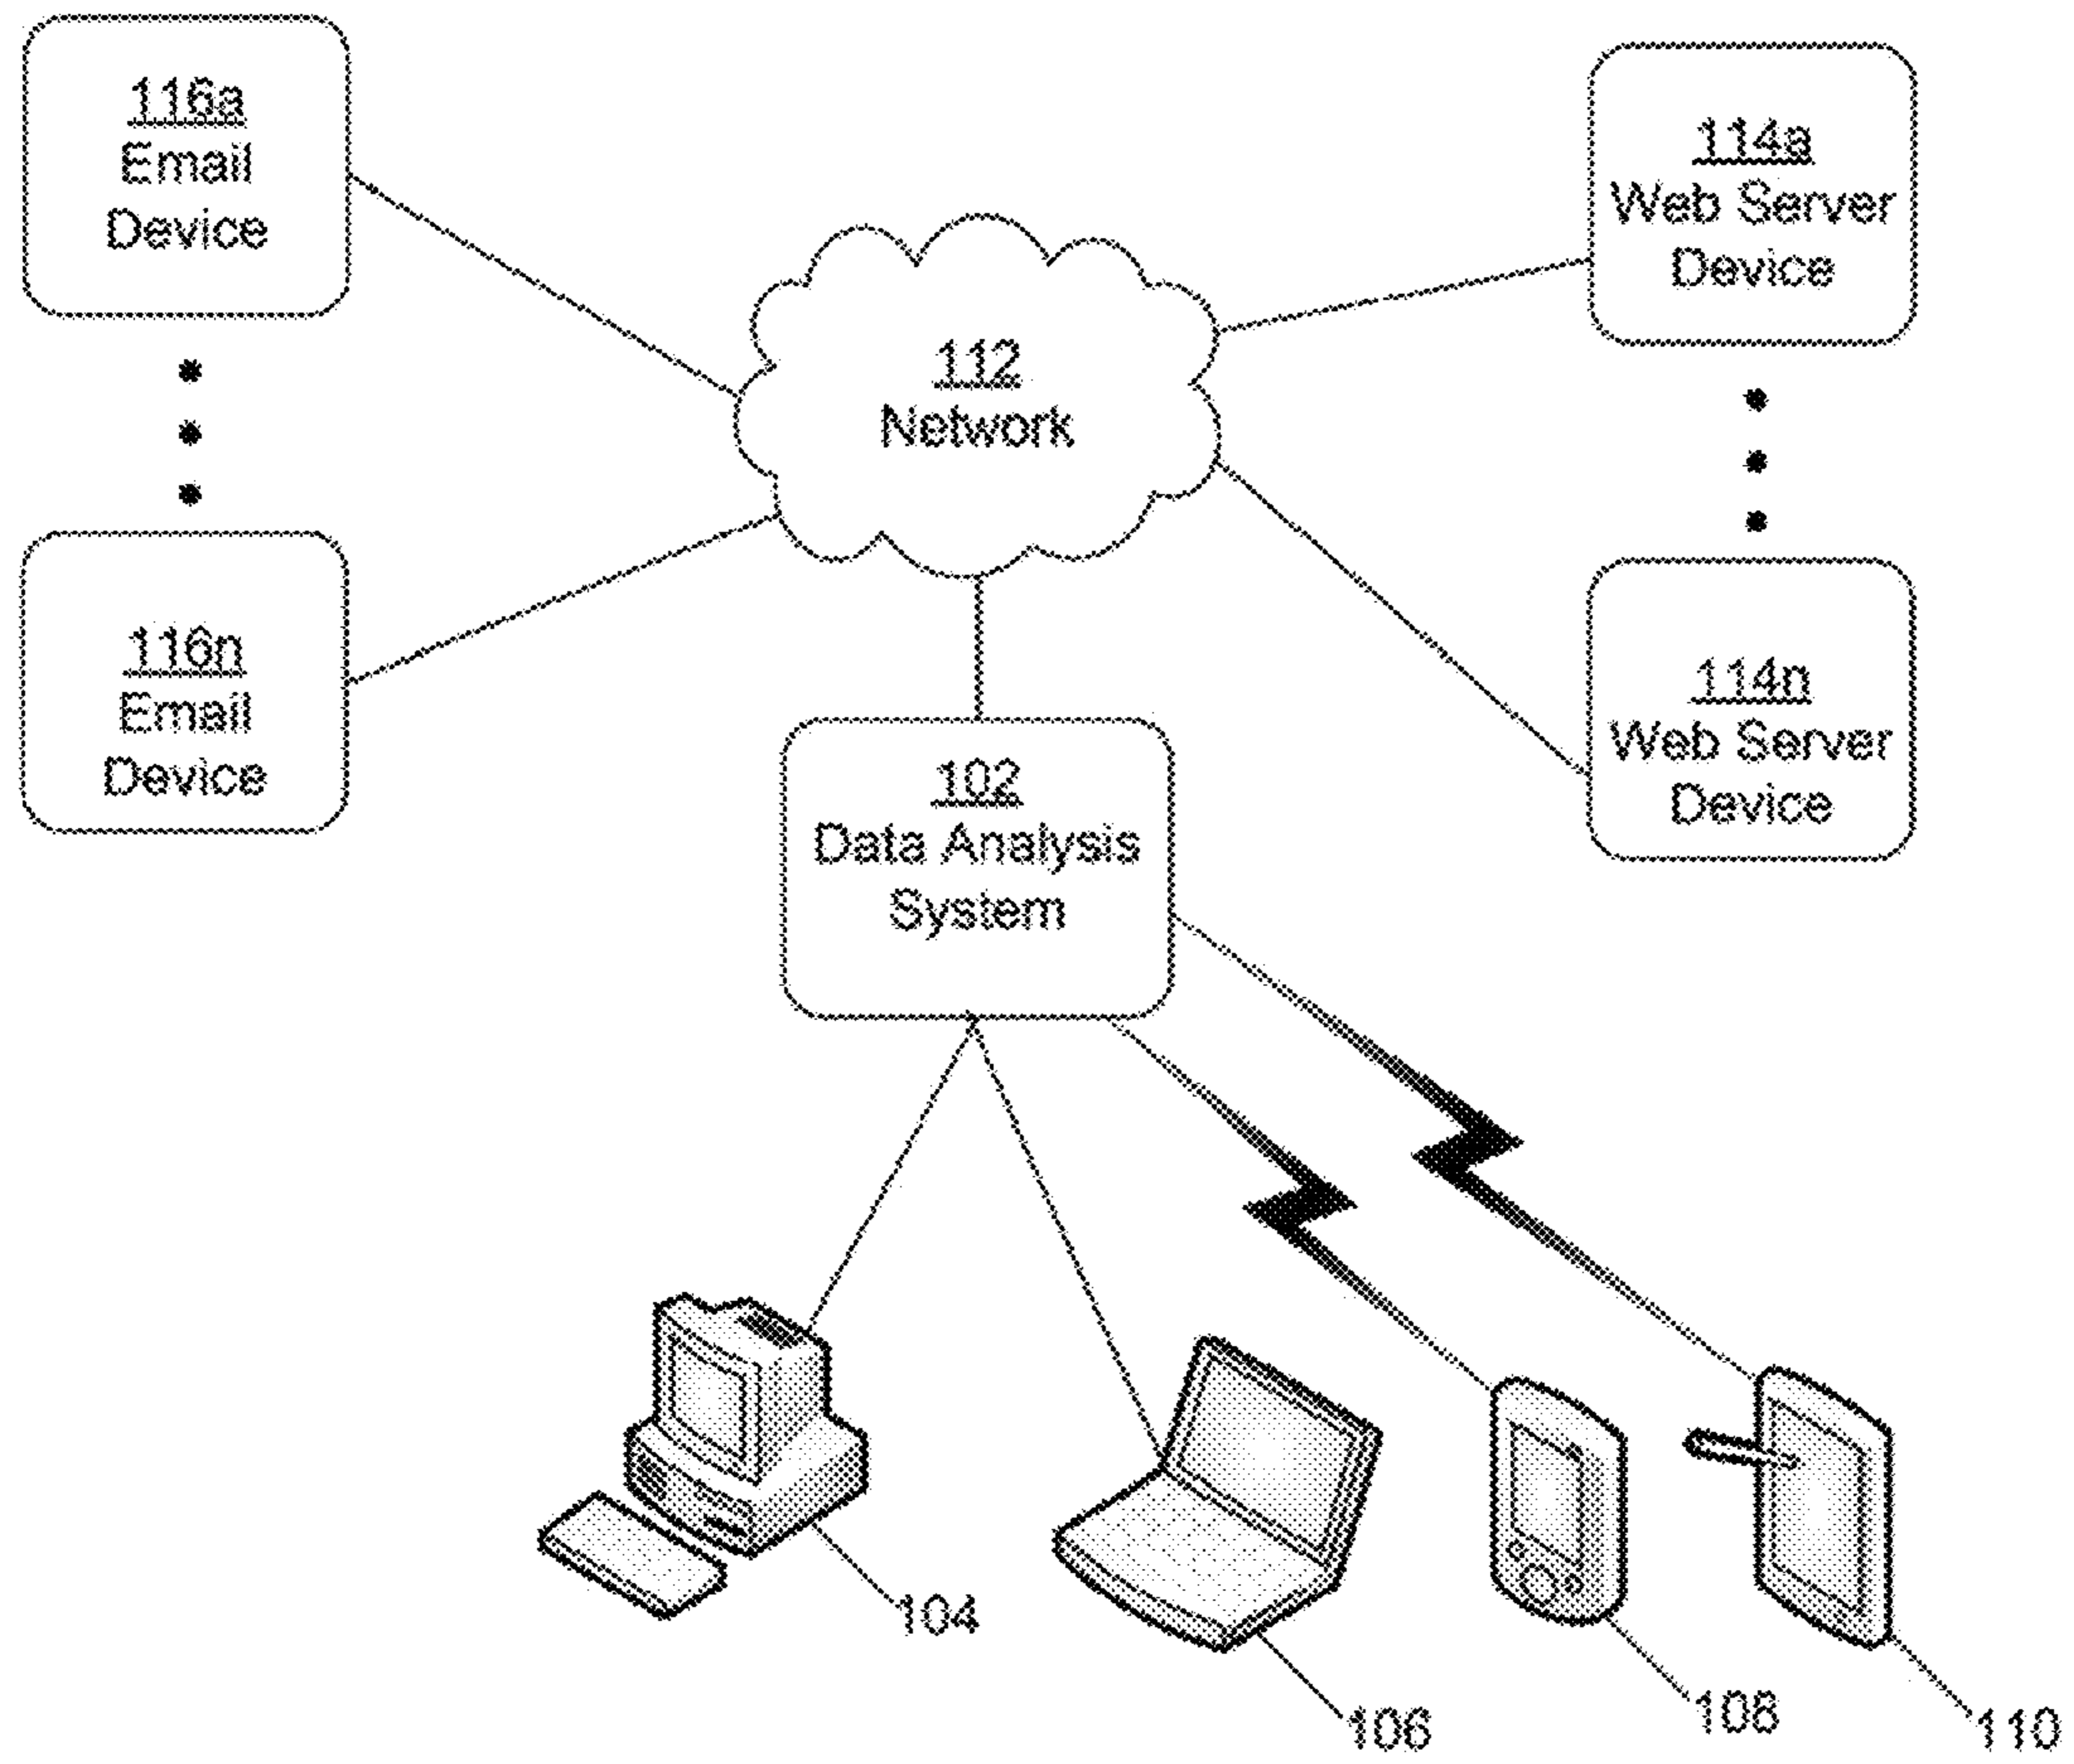 116a
Email
Device
114a
Web Server
Device
112
Network
116n
Email
Device
114n
Web Server
Device
102
Data Analysis
System
104
106
108
110